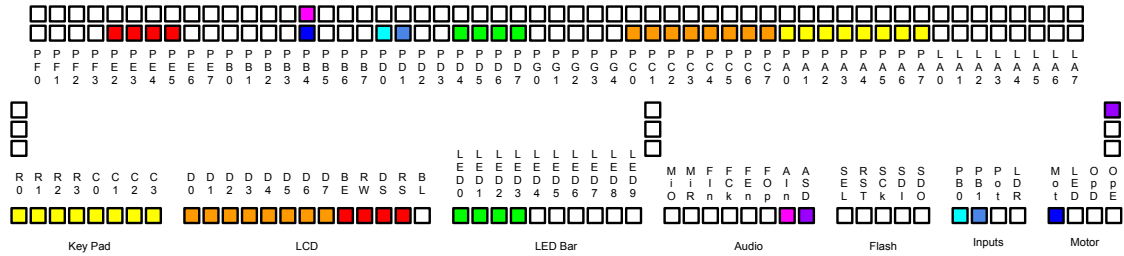 PF0 PF1 PF2 PF3 PE2 PE3 PE4 PE5 PE6 PE7 PB0 PB1 PB2 PB3 PB4 PB5 PB6 PB7 PD0 PD1 PD2 PD3 PD4 PD5 PD6 PD7 PG0 PG1 PG2 PG3 PG4 PC0 PC1 PC2 PC3 PC4 PC5 PC6 PC7 PA0 PA1 PA2 PA3 PA4 PA5 PA6 PA7 LA0 LA1 LA2 LA3 LA4 LA5 LA6 LA7
R0 R1 R2 R3 C0 C1 C2 C3
D0 D1 D2 D3 D4 D5 D6 D7 BE RW DS RS BL
LED0 LED1 LED2 LED3 LED4 LED5 LED6 LED7 LED8 LED9
MiO MiR FIn FCk FEn FOp AIn ASD
SEL RST SCk SDI SDO
PB0 PB1 Pot LDR
Mot LED OpD OpE
Key Pad
LCD
LED Bar
Audio
Flash
Inputs
Motor